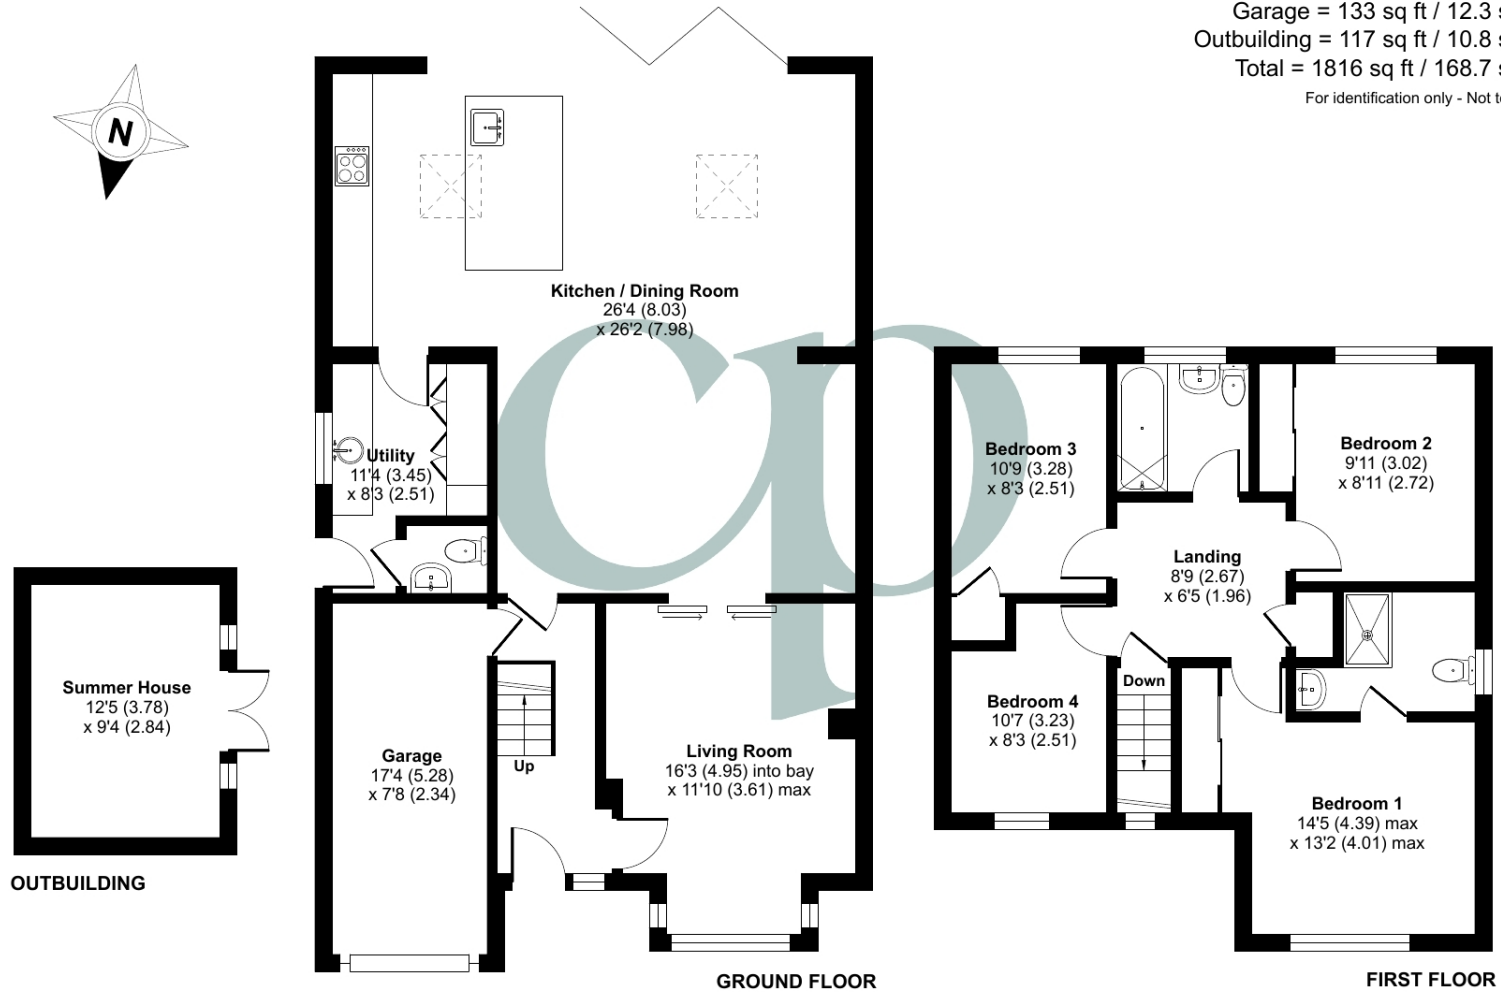 Garage = 133 sq ft / 12.3 s
Outbuilding = 117 sq ft / 10.8 s
Total = 1816 sq ft / 168.7 s
For identification only - Not t
N
Kitchen / Dining Room
26'4 (8.03)
x 26'2 (7.98)
Utility
11'4 (3.45)
x 8'3 (2.51)
Bedroom 3
10'9 (3.28)
x 8'3 (2.51)
Bedroom 2
9'11 (3.02)
x 8'11 (2.72)
Landing
8'9 (2.67)
x 6'5 (1.96)
Summer House
12'5 (3.78)
x 9'4 (2.84)
Garage
17'4 (5.28)
x 7'8 (2.34)
Up
Living Room
16'3 (4.95) into bay
x 11'10 (3.61) max
Down
Bedroom 4
10'7 (3.23)
x 8'3 (2.51)
Bedroom 1
14'5 (4.39) max
x 13'2 (4.01) max
OUTBUILDING
GROUND FLOOR
FIRST FLOOR
cp